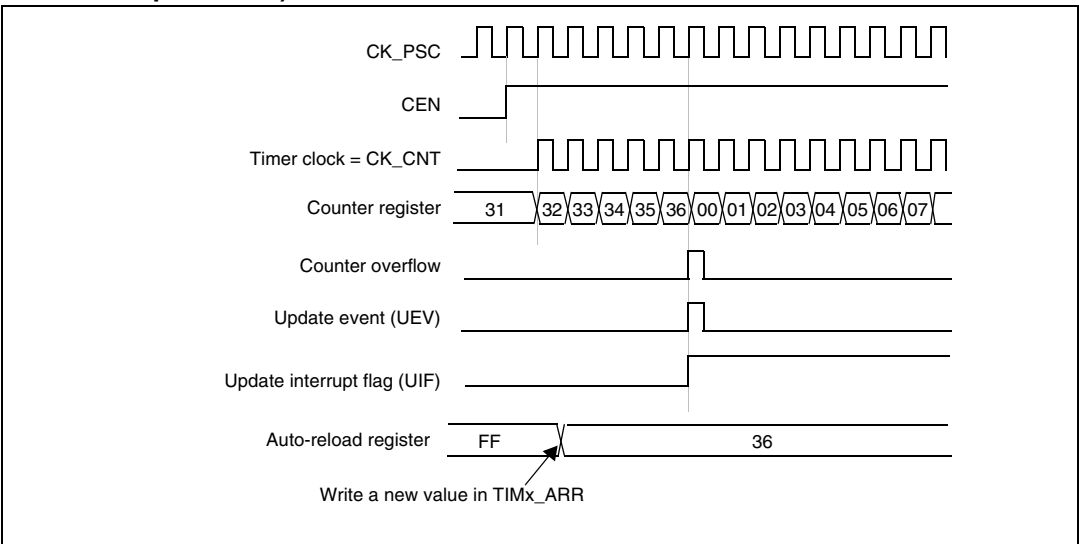 CK_PSC
CEN
Timer clock = CK_CNT
Counter register 31 32 33 34 35 36 00 01 02 03 04 05 06 07
Counter overflow
Update event (UEV)
Update interrupt flag (UIF)
Auto-reload register FF 36
Write a new value in TIMx_ARR